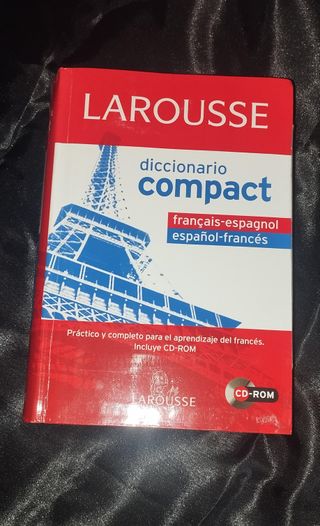 LAROUSSE
diccionario
compact
français-espagnol
español-francés
Práctico y completo para el aprendizaje del francés.
Incluye CD-ROM
LAROUSSE
CD-ROM